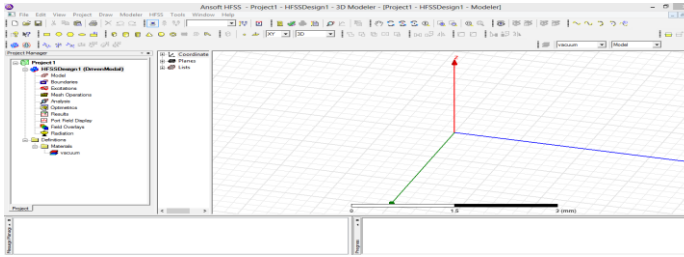 Ansoft HFSS - Project1 - HFSSDesign1 - 3D Modeler - [Project1 - HFSSDesign1 - Modeler]
File Edit View Project Draw Modeler HFSS Tools Window Help
XY 3D
vacuum Model
Project Manager
Project1
HFSSDesign1 (DrivenModal)
Model
Boundaries
Excitations
Mesh Operations
Analysis
Optimetrics
Results
Port Field Display
Field Overlays
Radiation
Definitions
Materials
vacuum
Project
Coordinate
Planes
Lists
0 1.5 3 (mm)
Progress